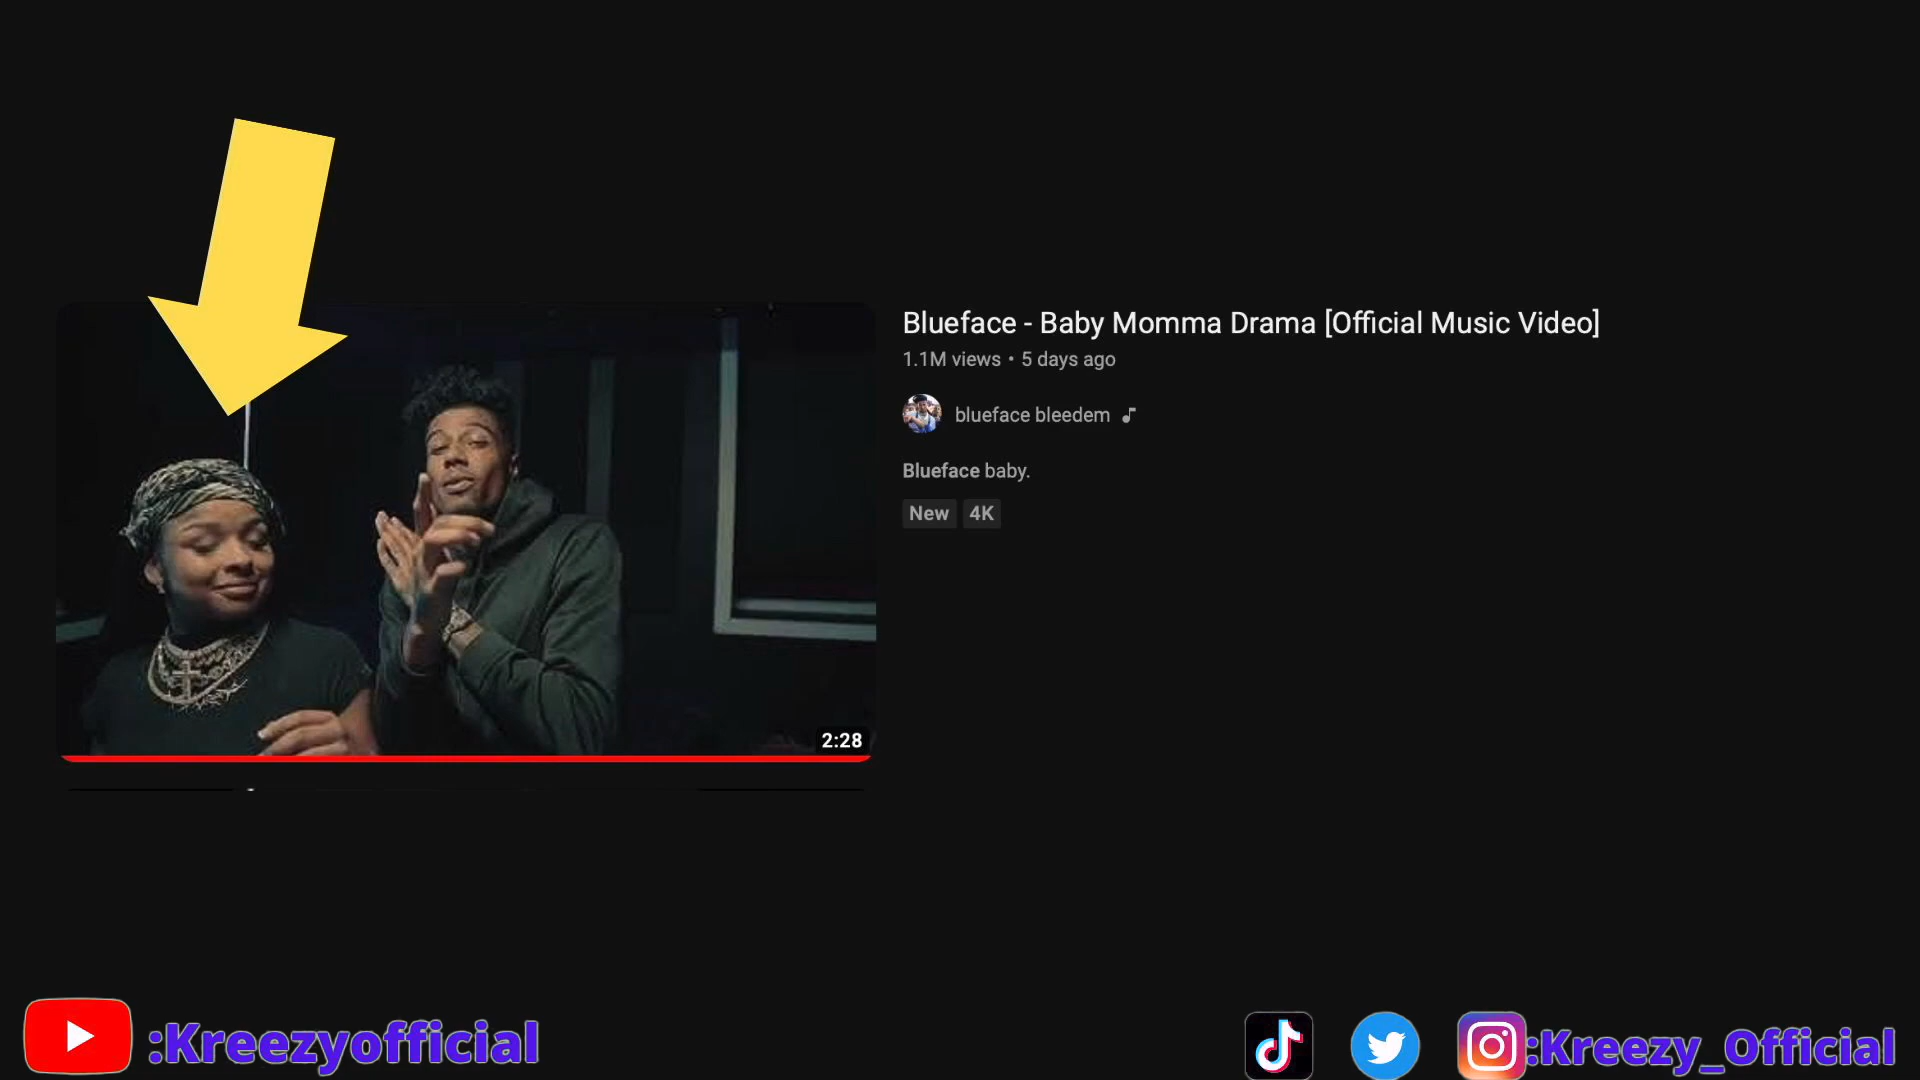 Blueface - Baby Momma Drama [Official Music Video]
1.1M views • 5 days ago
blueface bleedem
Blueface baby.
New 4K
2:28
:Kreezyofficial
:Kreezy_Official